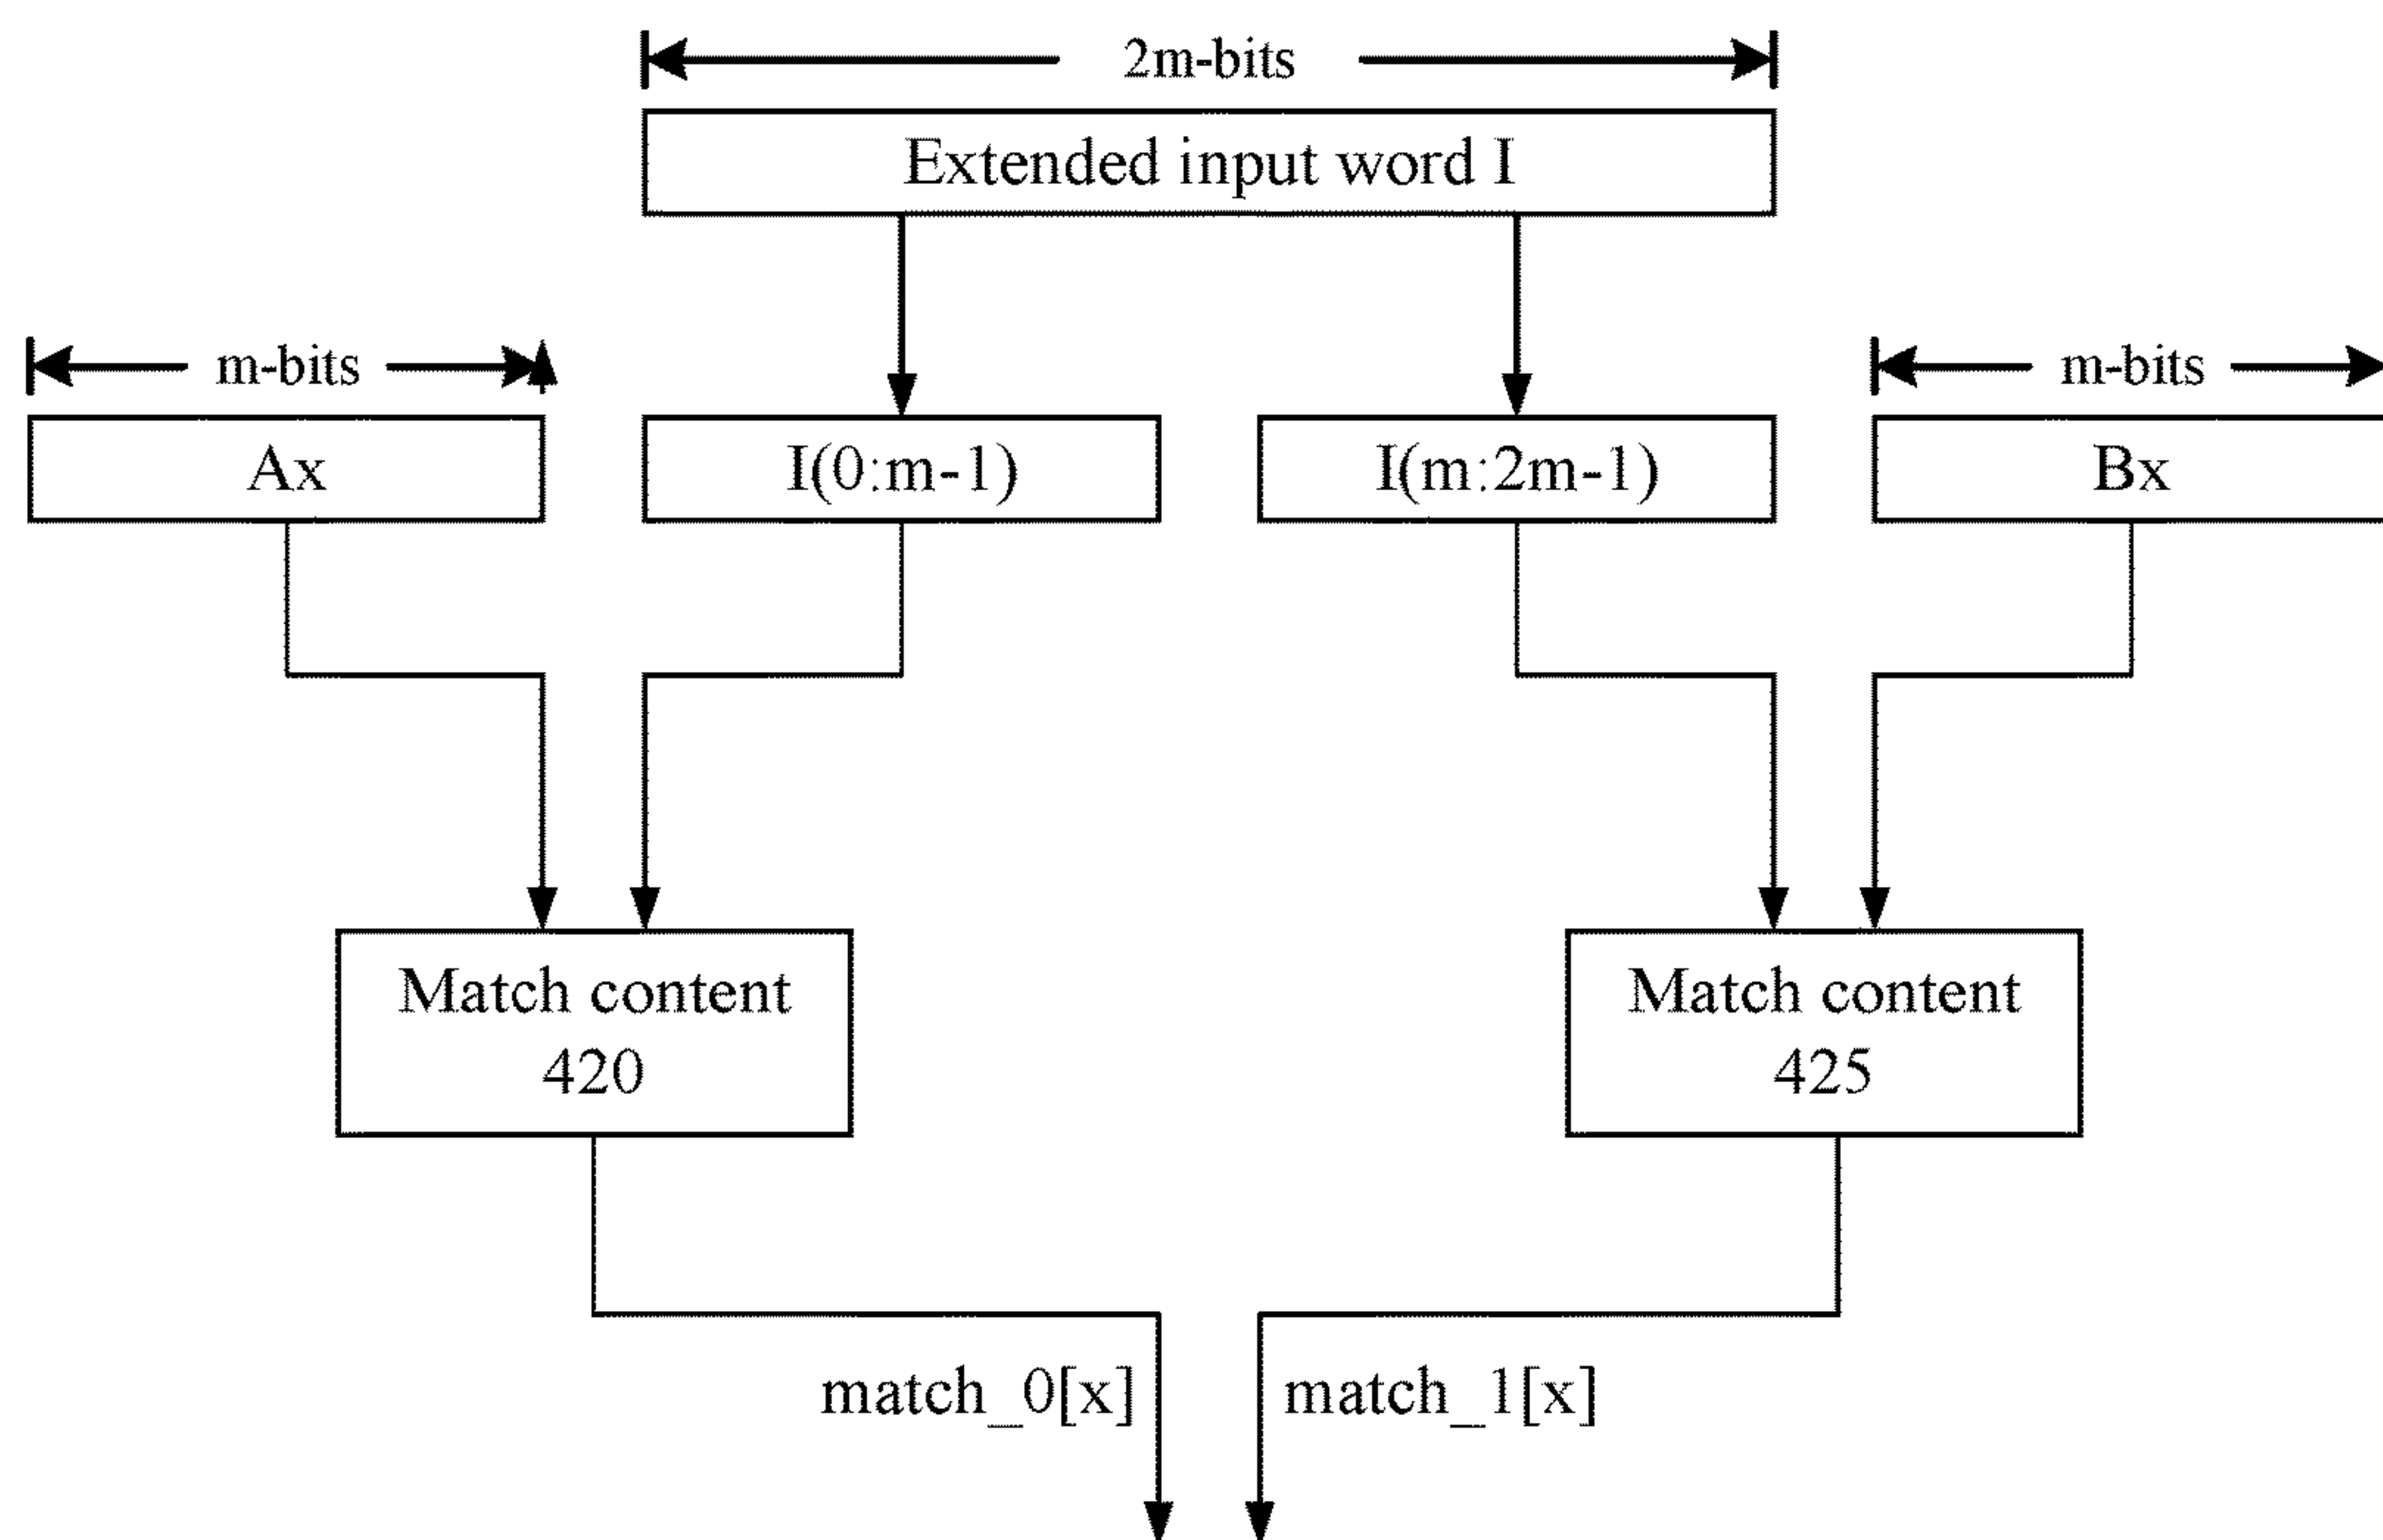 2m-bits
Extended input word I
m-bits
m-bits
Ax
I(0:m-1)
I(m:2m-1)
Bx
Match content
420
Match content
425
match_0[x]
match_1[x]